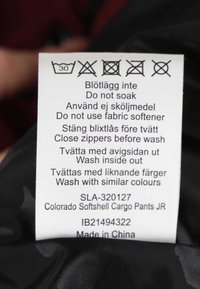 30
Blötlägg inte
Do not soak
Använd ej sköljmedel
Do not use fabric softener
Stäng blixtlås före tvätt
Close zippers before wash
Tvätta med avigsidan ut
Wash inside out
Tvättas med liknande färger
Wash with similar colours
SLA-320127
Colorado Softshell Cargo Pants JR
IB21494322
Made in China